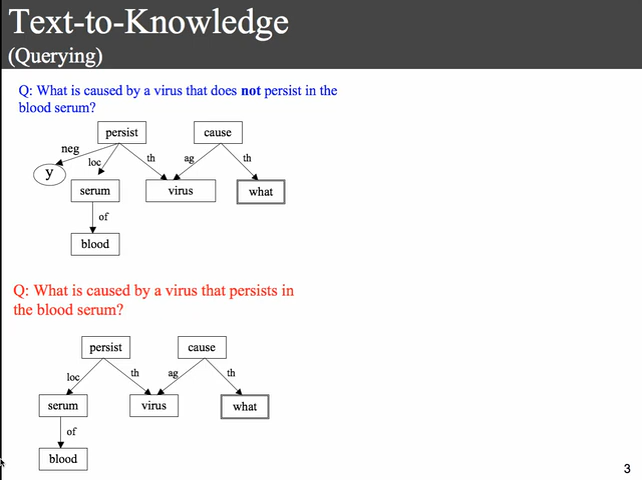 Text-to-Knowledge
(Querying)
Q: What is caused by a virus that does not persist in the
blood serum?
persist cause
neg loc th ag th
y serum virus what
of
blood
Q: What is caused by a virus that persists in
the blood serum?
persist cause
loc th ag th
serum virus what
of
blood
3